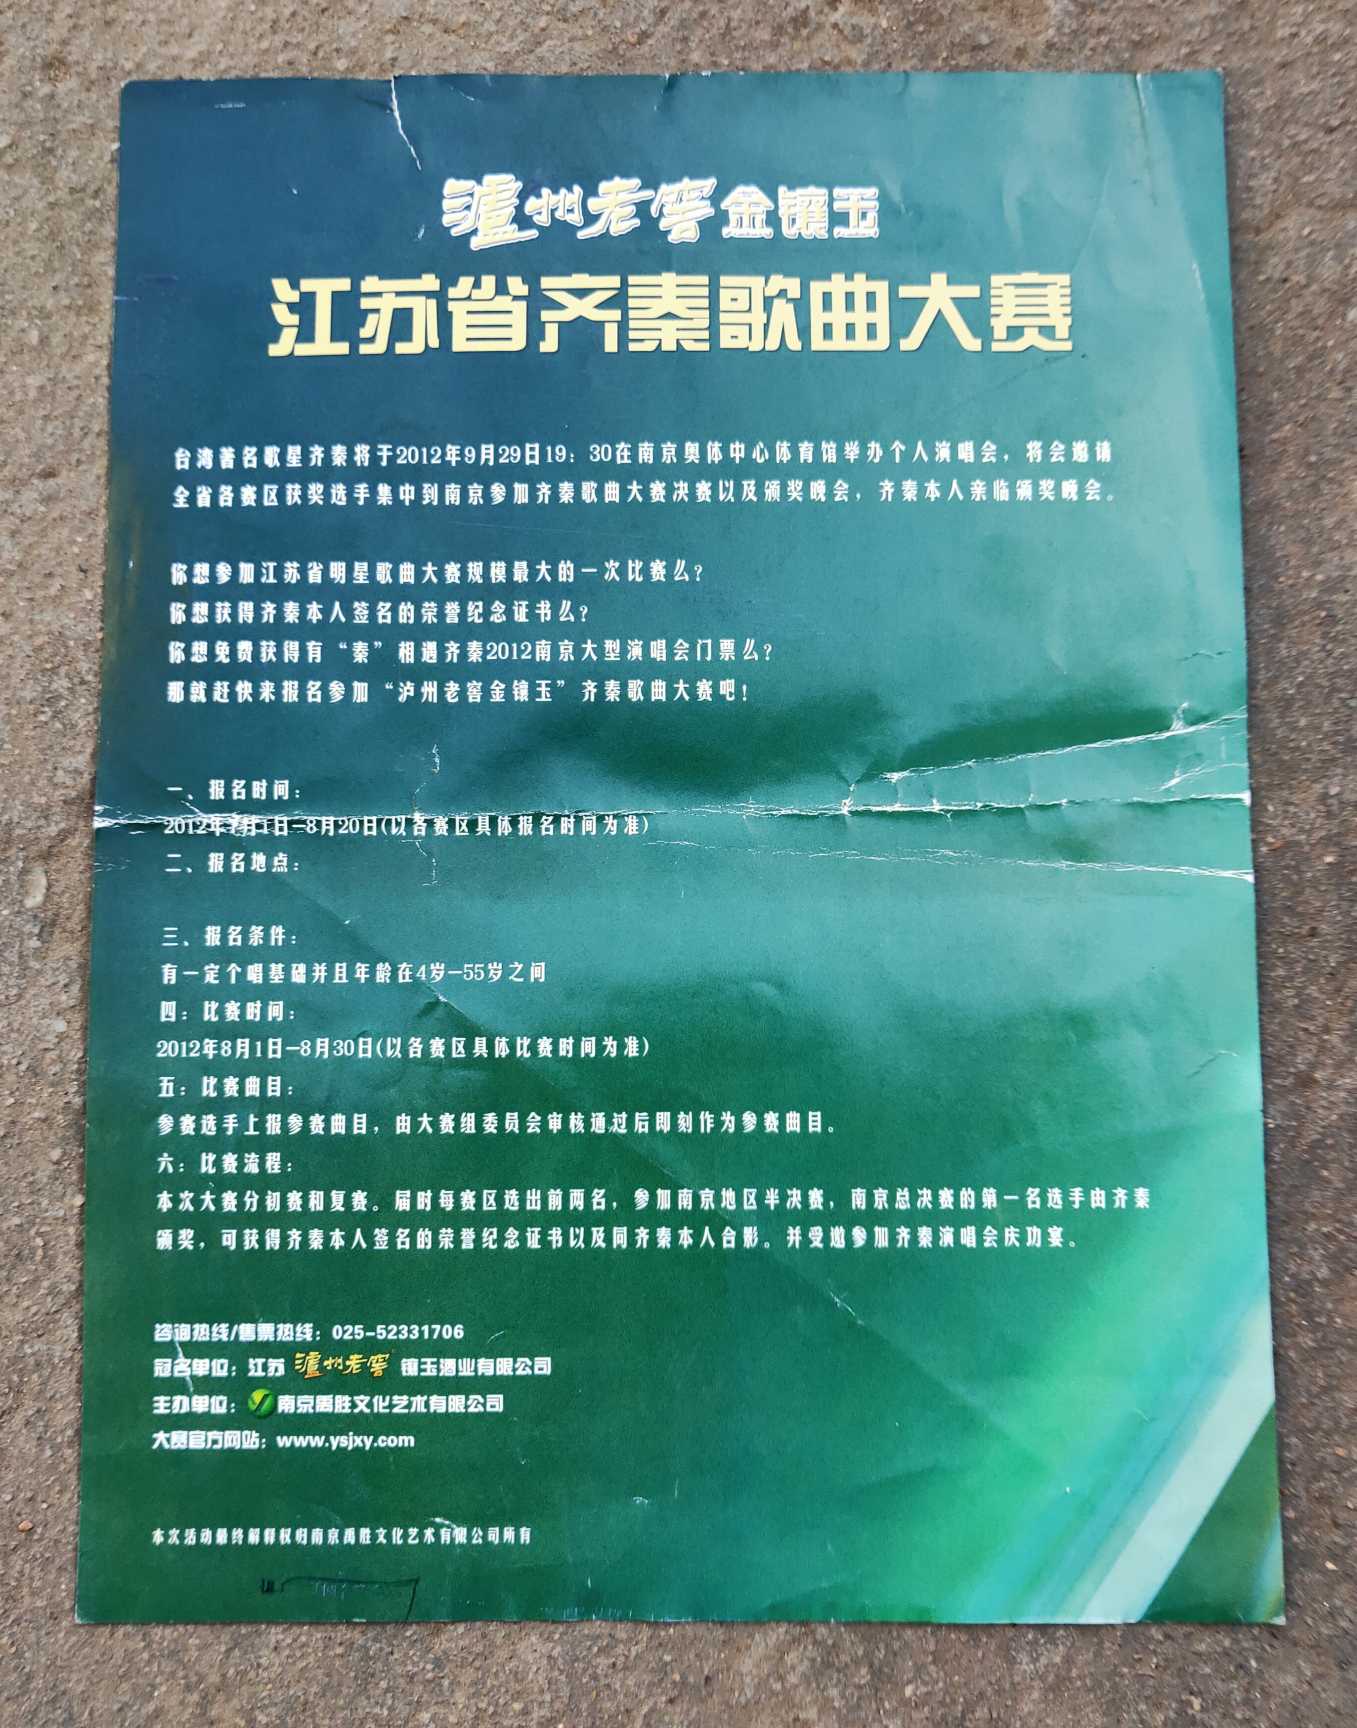 泸州老窖金镶玉
江苏省齐秦歌曲大赛
台湾著名歌星齐秦将于2012年9月29日19：30在南京奥体中心体育馆举办个人演唱会，将会邀请
全省各赛区获奖选手集中到南京参加齐秦歌曲大赛决赛以及颁奖晚会，齐秦本人亲临颁奖晚会。
你想参加江苏省明星歌曲大赛规模最大的一次比赛么？
你想获得齐秦本人签名的荣誉纪念证书么？
你想免费获得有“秦”相遇齐秦2012南京大型演唱会门票么？
那就赶快来报名参加“泸州老窖金镶玉”齐秦歌曲大赛吧！
一、报名时间：
2012年7月1日-8月20日(以各赛区具体报名时间为准)
二、报名地点：
三、报名条件：
有一定个唱基础并且年龄在4岁-55岁之间
四：比赛时间：
2012年8月1日-8月30日(以各赛区具体比赛时间为准)
五：比赛曲目：
参赛选手上报参赛曲目，由大赛组委员会审核通过后即刻作为参赛曲目。
六：比赛流程：
本次大赛分初赛和复赛。届时每赛区选出前两名，参加南京地区半决赛，南京总决赛的第一名选手由齐秦
颁奖，可获得齐秦本人签名的荣誉纪念证书以及同齐秦本人合影。并受邀参加齐秦演唱会庆功宴。
咨询热线/售票热线：025-52331706
冠名单位：江苏 泸州老窖 镶玉酒业有限公司
主办单位：南京禹胜文化艺术有限公司
大赛官方网站：www.ysjxy.com
本次活动最终解释权归南京禹胜文化艺术有限公司所有